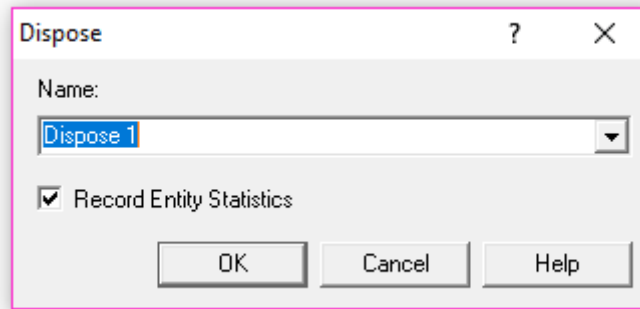 Dispose ?
Name:
Dispose 1
Record Entity Statistics
OK Cancel Help